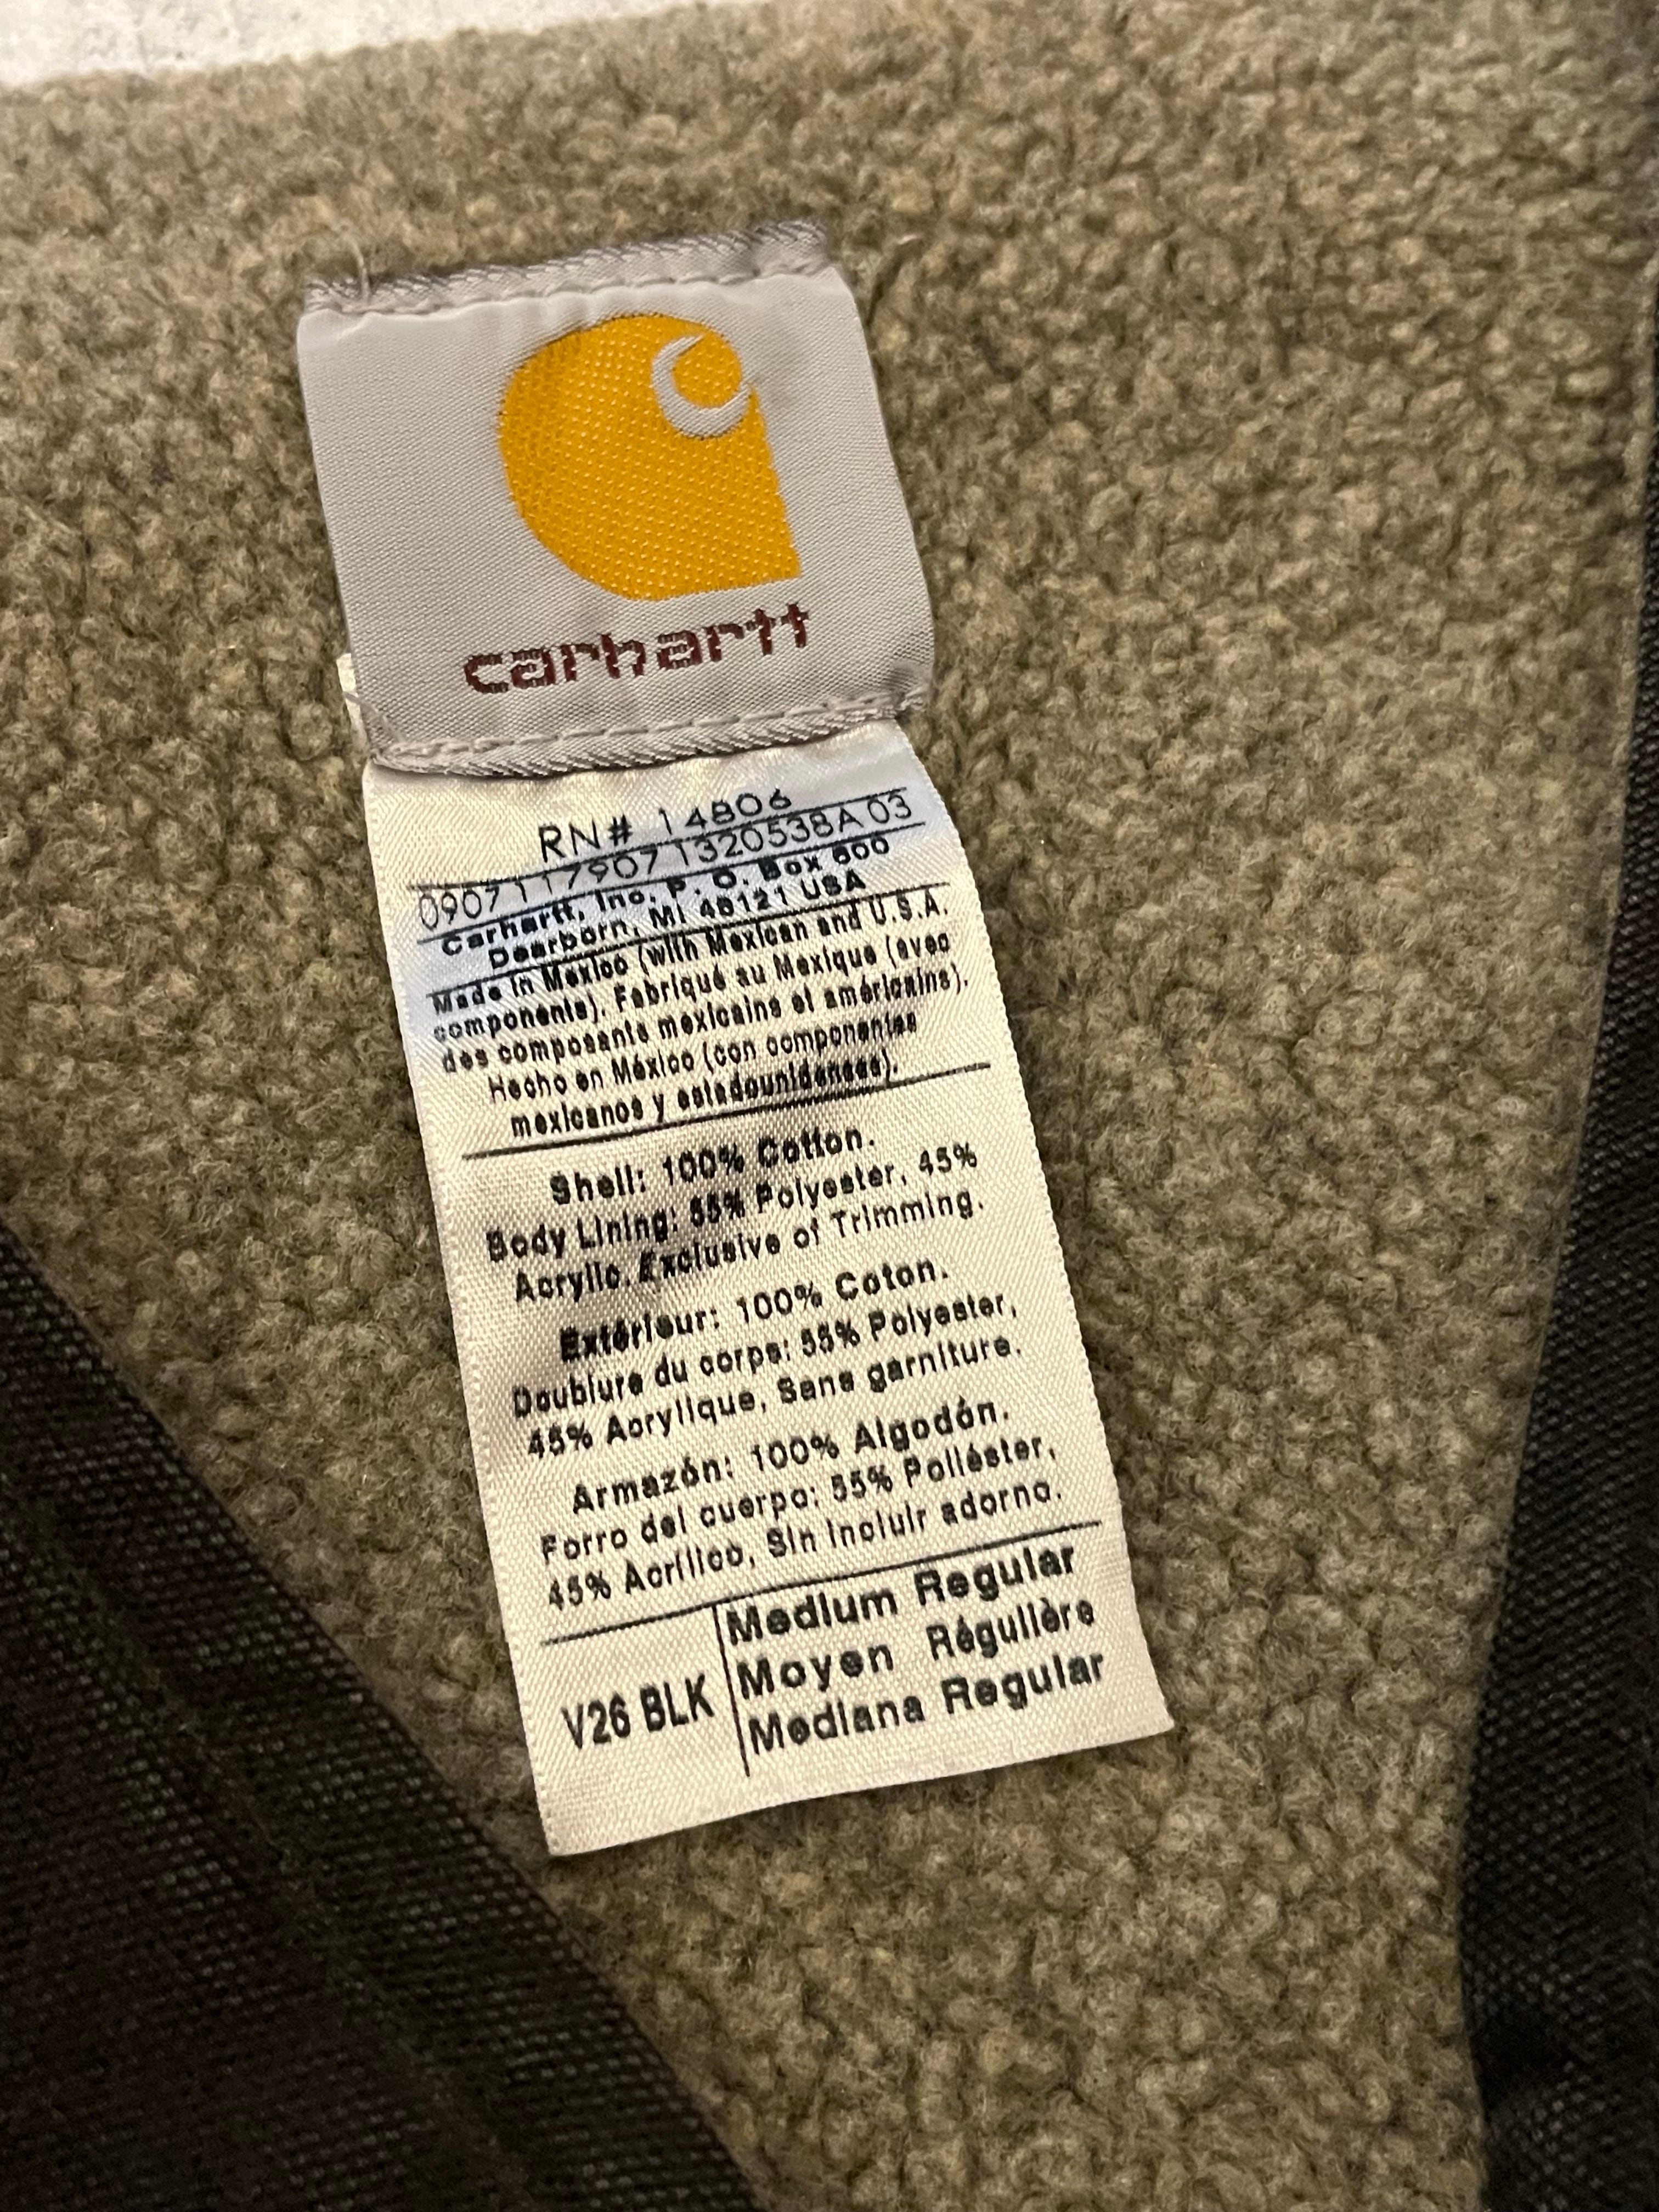 carhartt
RN# 14806
0907117907 1320538A 03
Carhartt, Inc. P. O. Box 600
Dearborn, MI 48121 USA
Made in Mexico (with Mexican and U.S.A.
components). Fabriqué au Mexique (avec
des composants mexicains et américains).
Hecho en México (con componentes
mexicanos y estadounidenses).
Shell: 100% Cotton.
Body Lining: 55% Polyester, 45%
Acrylic. Exclusive of Trimming.
Extérieur: 100% Coton.
Doublure du corps: 55% Polyester,
45% Acrylique, Sans garniture.
Armazón: 100% Algodón.
Forro del cuerpo: 55% Poliéster,
45% Acrílico, Sin incluir adorno.
Medium Regular
V26 BLK Moyen Régulière
Mediana Regular